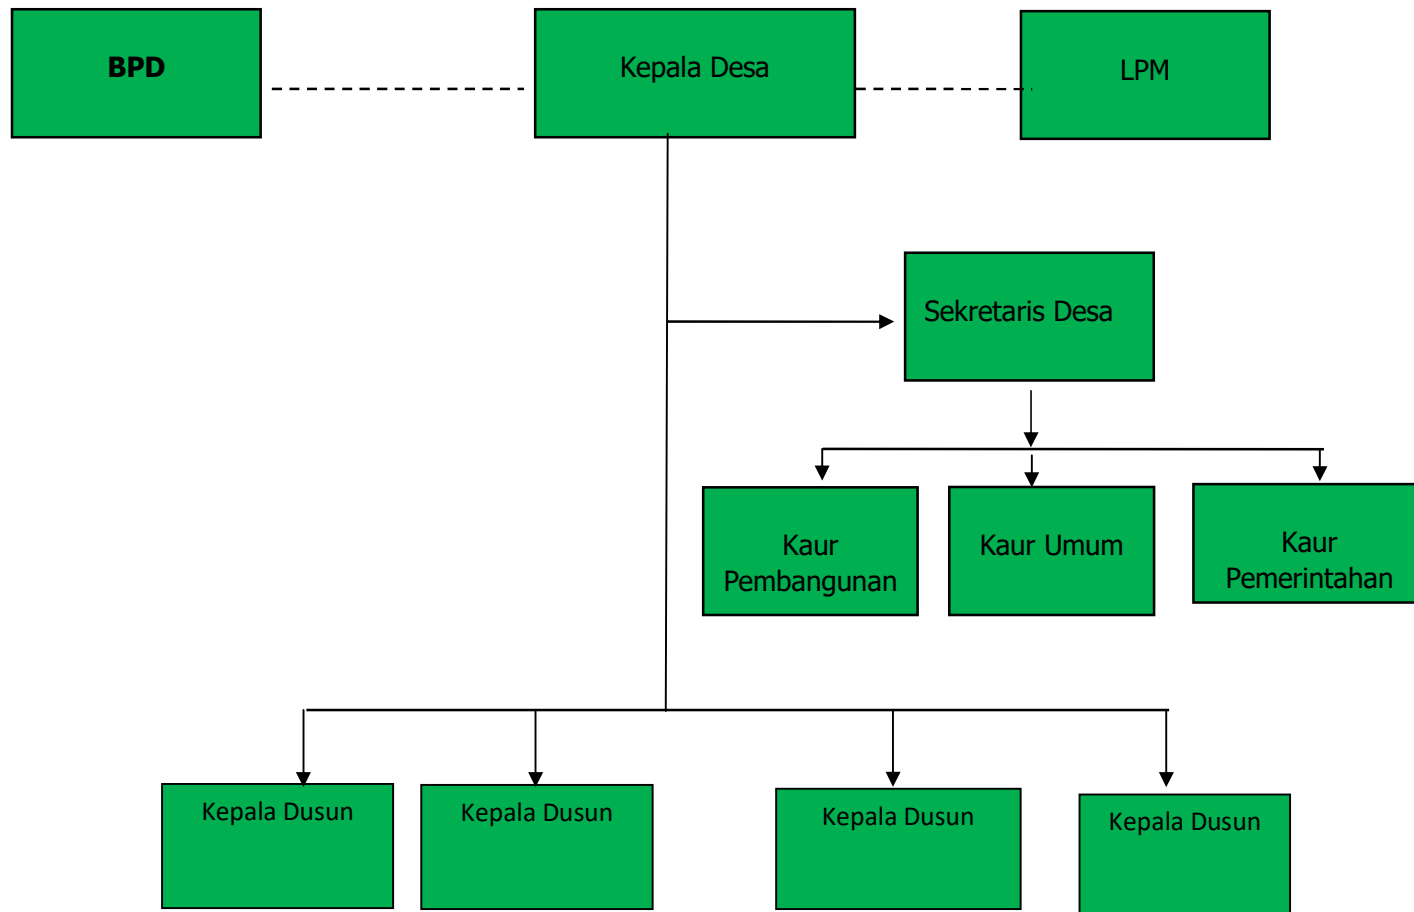 BPD
Kepala Desa
LPM
Sekretaris Desa
Kaur
Pembangunan
Kaur Umum
Kaur
Pemerintahan
Kepala Dusun
Kepala Dusun
Kepala Dusun
Kepala Dusun